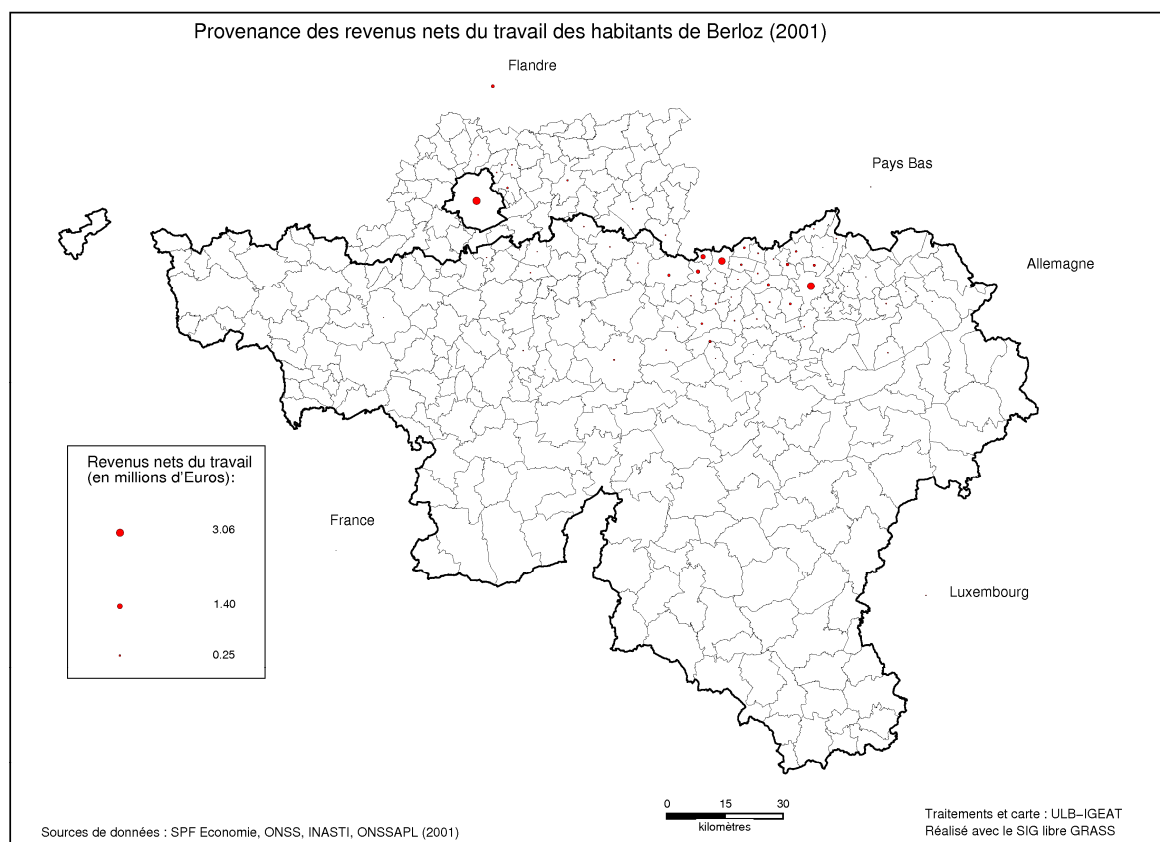 Provenance des revenus nets du travail des habitants de Berloz (2001)
Flandre
Pays Bas
Allemagne
Revenus nets du travail
(en millions d'Euros):
3.06
1.40
0.25
France
Luxembourg
0 15 30
kilomètres
Sources de données : SPF Economie, ONSS, INASTI, ONSSAPL (2001)
Traitements et carte : ULB-IGEAT
Réalisé avec le SIG libre GRASS